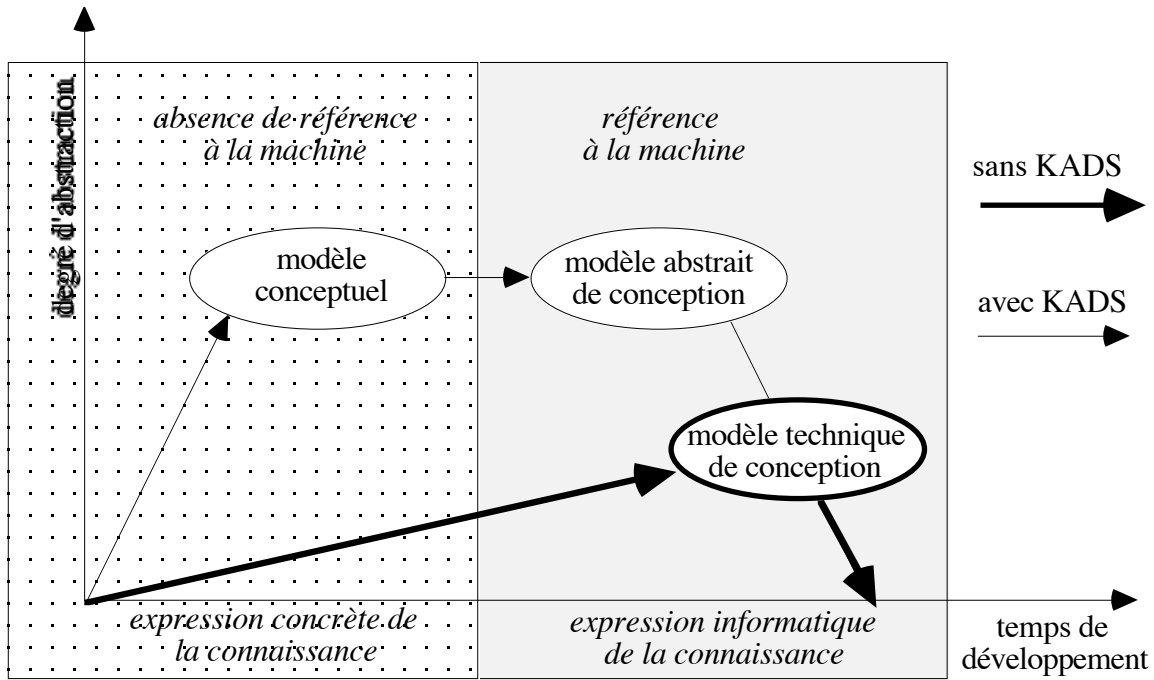 degré d'abstraction
absence de référence
à la machine
référence
à la machine
sans KADS
modèle
conceptuel
modèle abstrait
de conception
avec KADS
modèle technique
de conception
expression concrète de
la connaissance
expression informatique
de la connaissance
temps de
développement